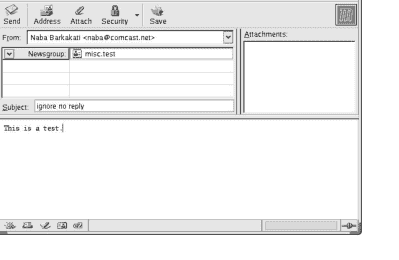 Send Address Attach Security Save
From: Naba Barkakati <naba@comcast.net>
Attachments:
Newsgroup: misc.test
Subject: ignore no reply
This is a test.